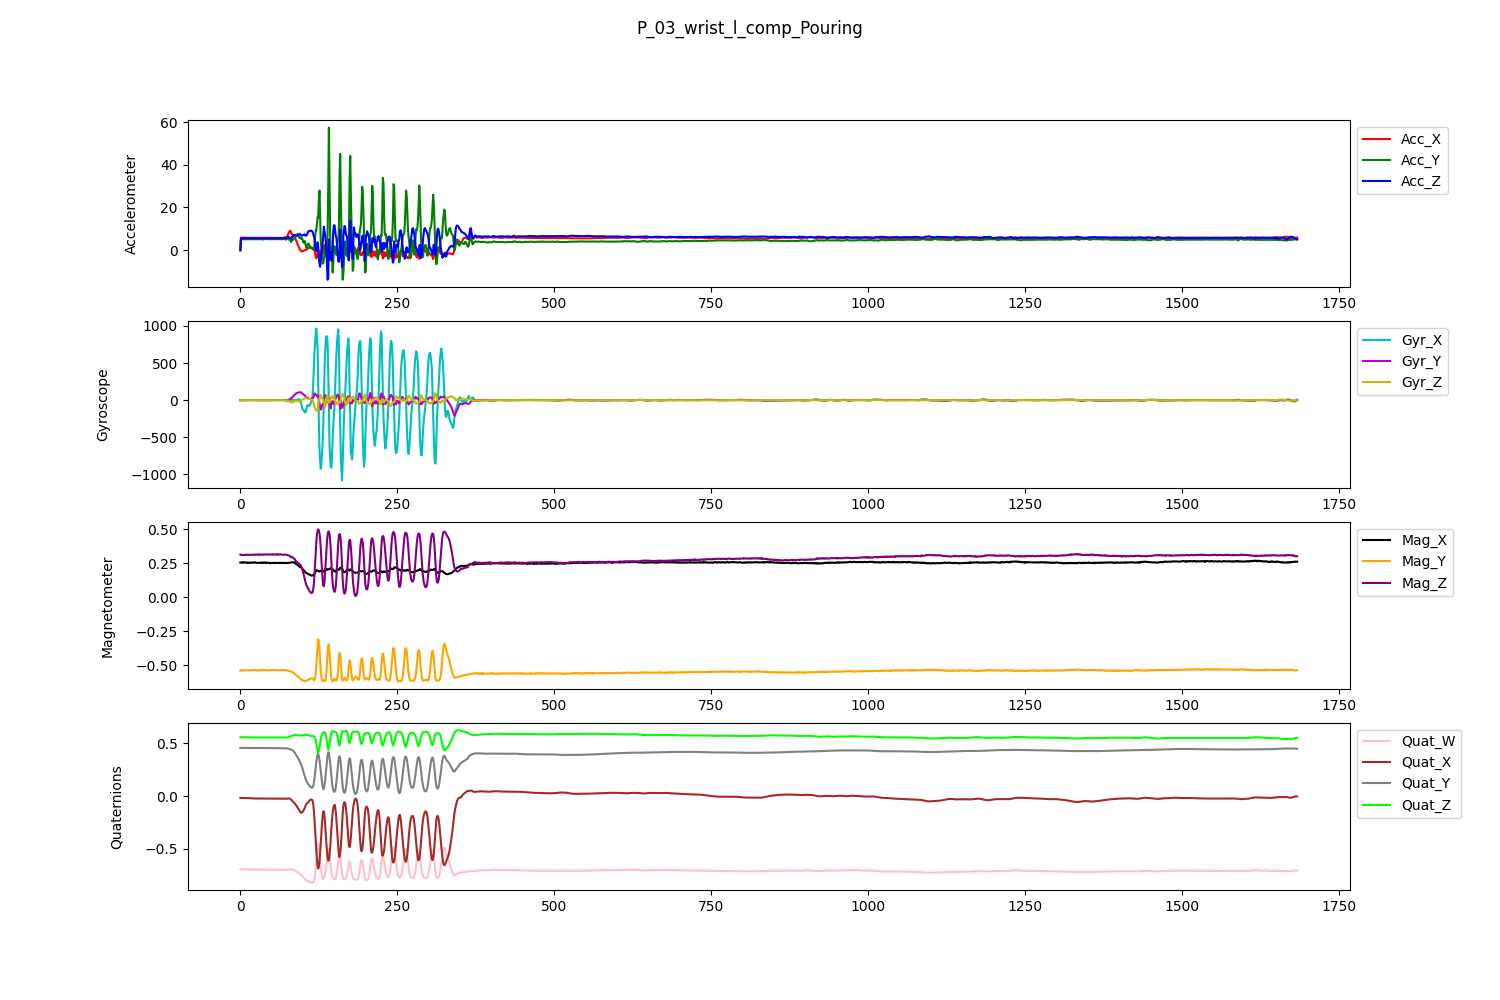 P_03_wrist_l_comp_Pouring
60
40
20
0
Accelerometer
0 250 500 750 1000 1250 1500 1750
Acc_X
Acc_Y
Acc_Z
1000
500
0
−500
−1000
Gyroscope
0 250 500 750 1000 1250 1500 1750
Gyr_X
Gyr_Y
Gyr_Z
0.50
0.25
0.00
−0.25
−0.50
Magnetometer
0 250 500 750 1000 1250 1500 1750
Mag_X
Mag_Y
Mag_Z
0.5
0.0
−0.5
Quaternions
0 250 500 750 1000 1250 1500 1750
Quat_W
Quat_X
Quat_Y
Quat_Z